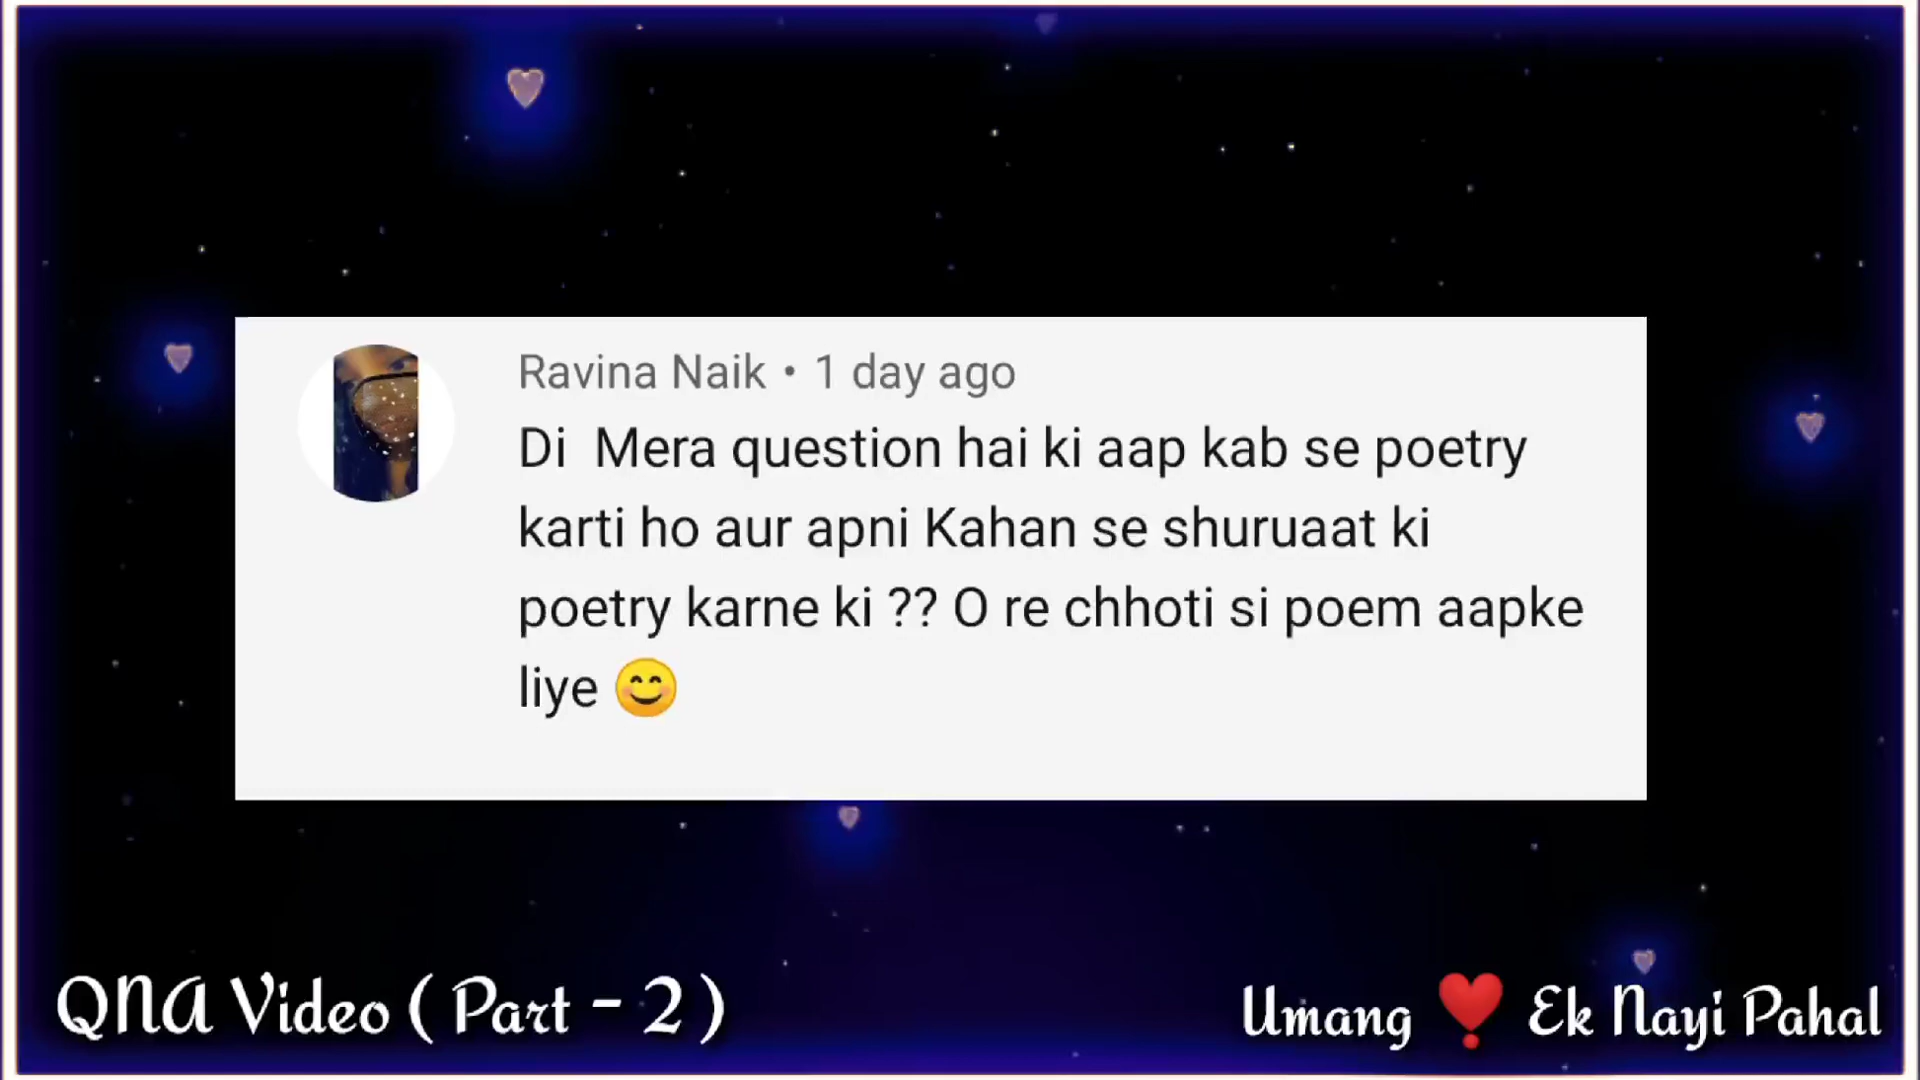 Ravina Naik • 1 day ago
Di Mera question hai ki aap kab se poetry
karti ho aur apni Kahan se shuruaat ki
poetry karne ki ?? O re chhoti si poem aapke
liye 😊
QNA Video ( Part - 2 )
Umang ❣️ Ek Nayi Pahal